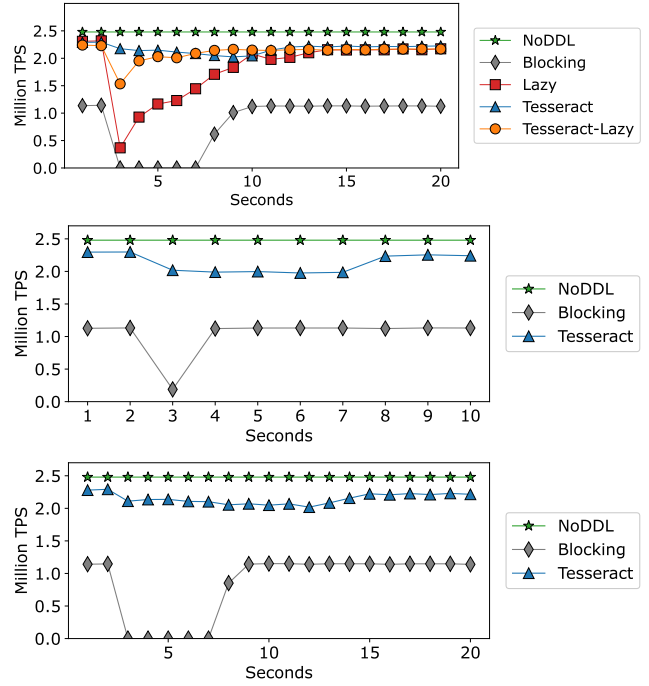 2.5
2.0
1.5
1.0
0.5
0.0
Million TPS
5
10
15
20
Seconds
NoDDL
Blocking
Lazy
Tesseract
Tesseract-Lazy
2.5
2.0
1.5
1.0
0.5
0.0
Million TPS
1 2 3 4 5 6 7 8 9 10
Seconds
NoDDL
Blocking
Tesseract
2.5
2.0
1.5
1.0
0.5
0.0
Million TPS
5
10
15
20
Seconds
NoDDL
Blocking
Tesseract